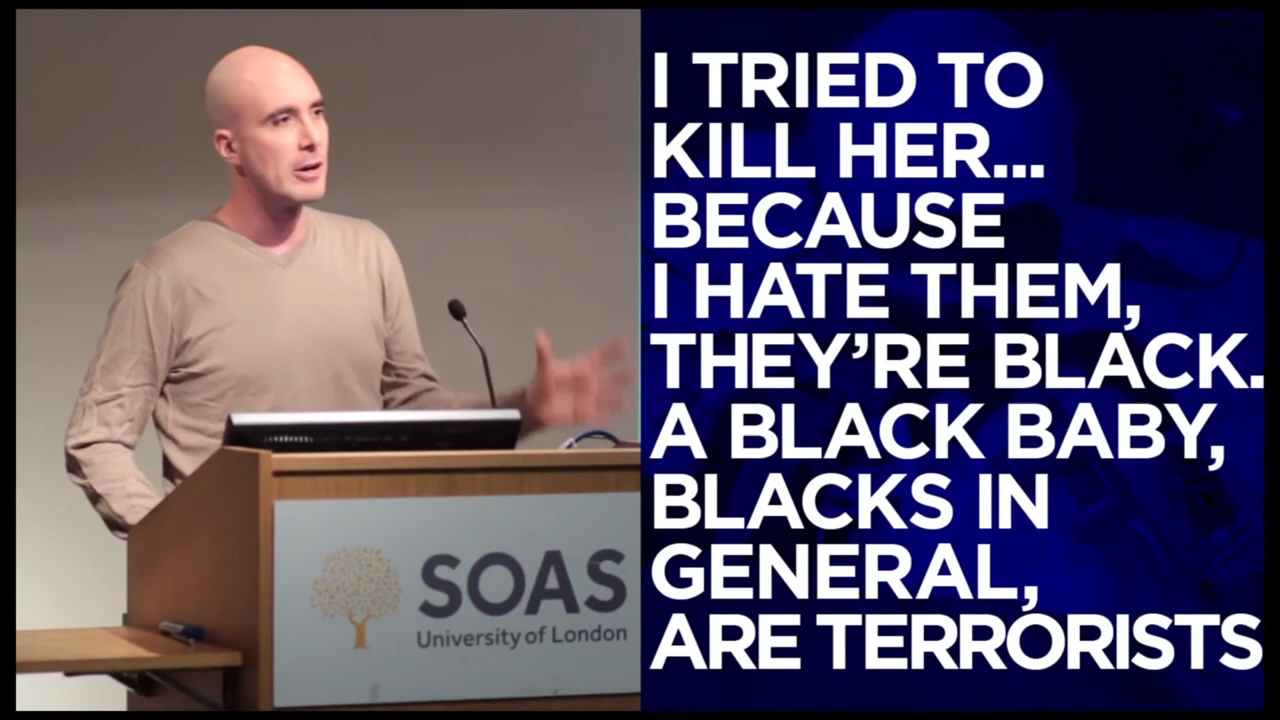 SOAS
University of London
I TRIED TO
KILL HER...
BECAUSE
I HATE THEM,
THEY'RE BLACK.
A BLACK BABY,
BLACKS IN
GENERAL,
ARE TERRORISTS